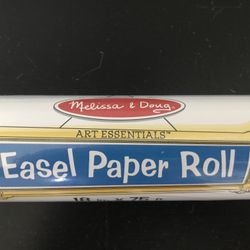 Melissa & Doug®
ART ESSENTIALS™
Easel Paper Roll